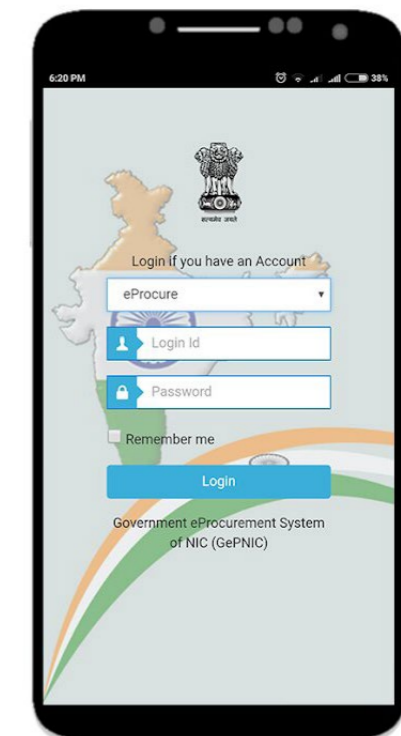 6:20 PM 38%
सत्यमेव जयते
Login if you have an Account
eProcure
Login Id
Password
Remember me
Login
Government eProcurement System
of NIC (GePNIC)